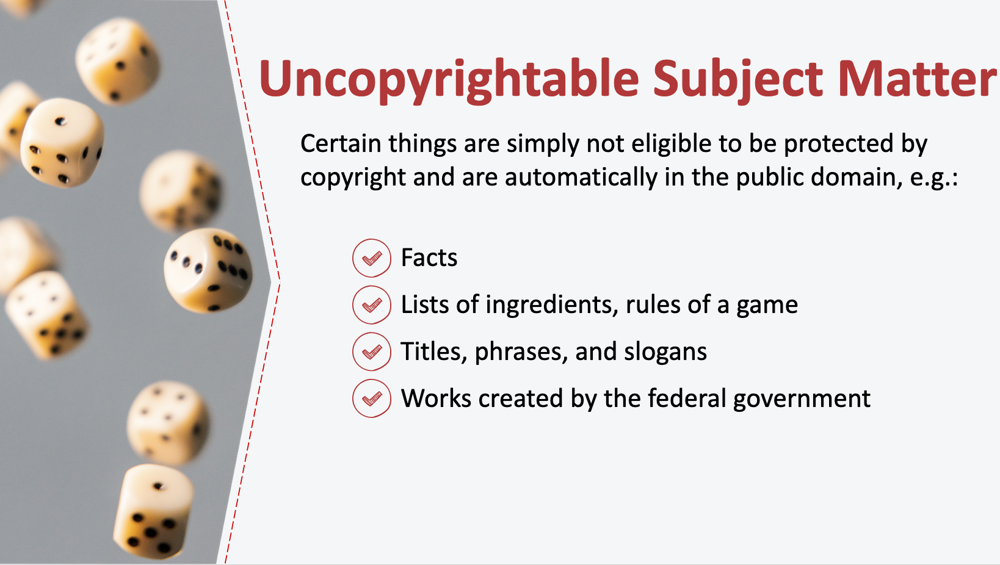 Uncopyrightable Subject Matter
Certain things are simply not eligible to be protected by
copyright and are automatically in the public domain, e.g.:
Facts
Lists of ingredients, rules of a game
Titles, phrases, and slogans
Works created by the federal government